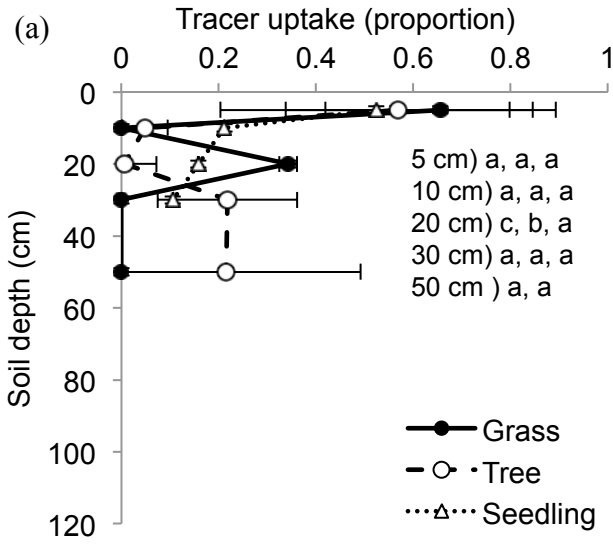 (a)
Tracer uptake (proportion)
0 0.2 0.4 0.6 0.8 1
0
20
40
60
80
100
120
Soil depth (cm)
5 cm) a, a, a
10 cm) a, a, a
20 cm) c, b, a
30 cm) a, a, a
50 cm ) a, a
Grass
Tree
Seedling